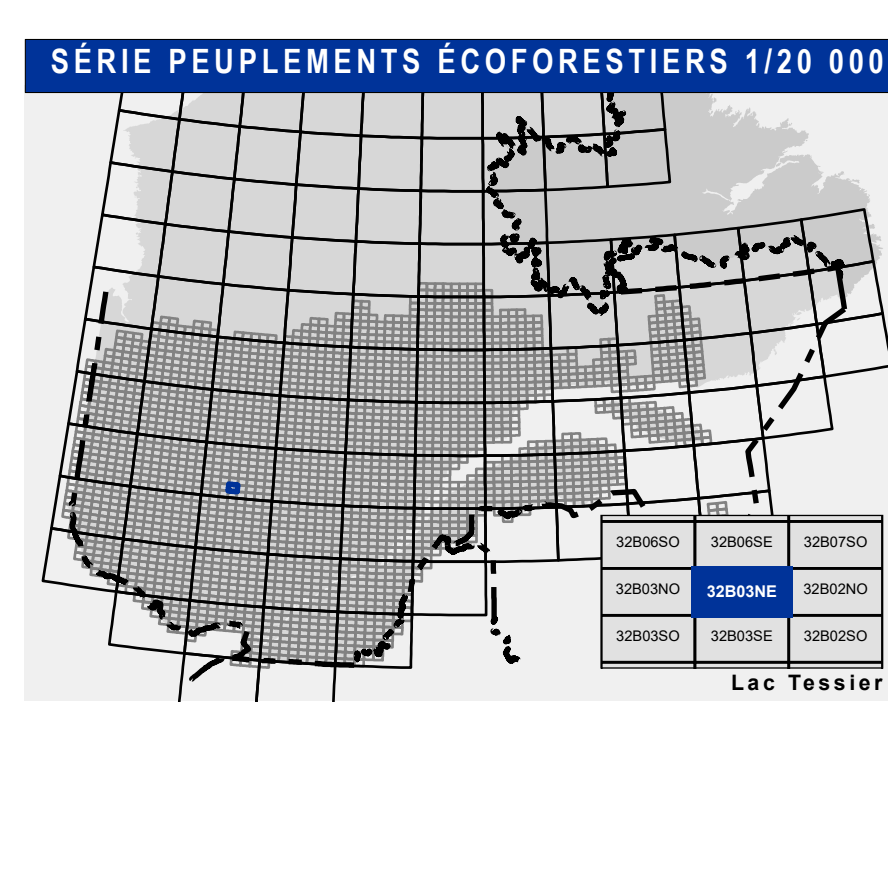 SÉRIE PEUPLEMENTS ÉCOFORESTIERS 1/20 000
32B06SO 32B06SE 32B07SO
32B03NO 32B03NE 32B02NO
32B03SO 32B03SE 32B02SO
Lac Tessier